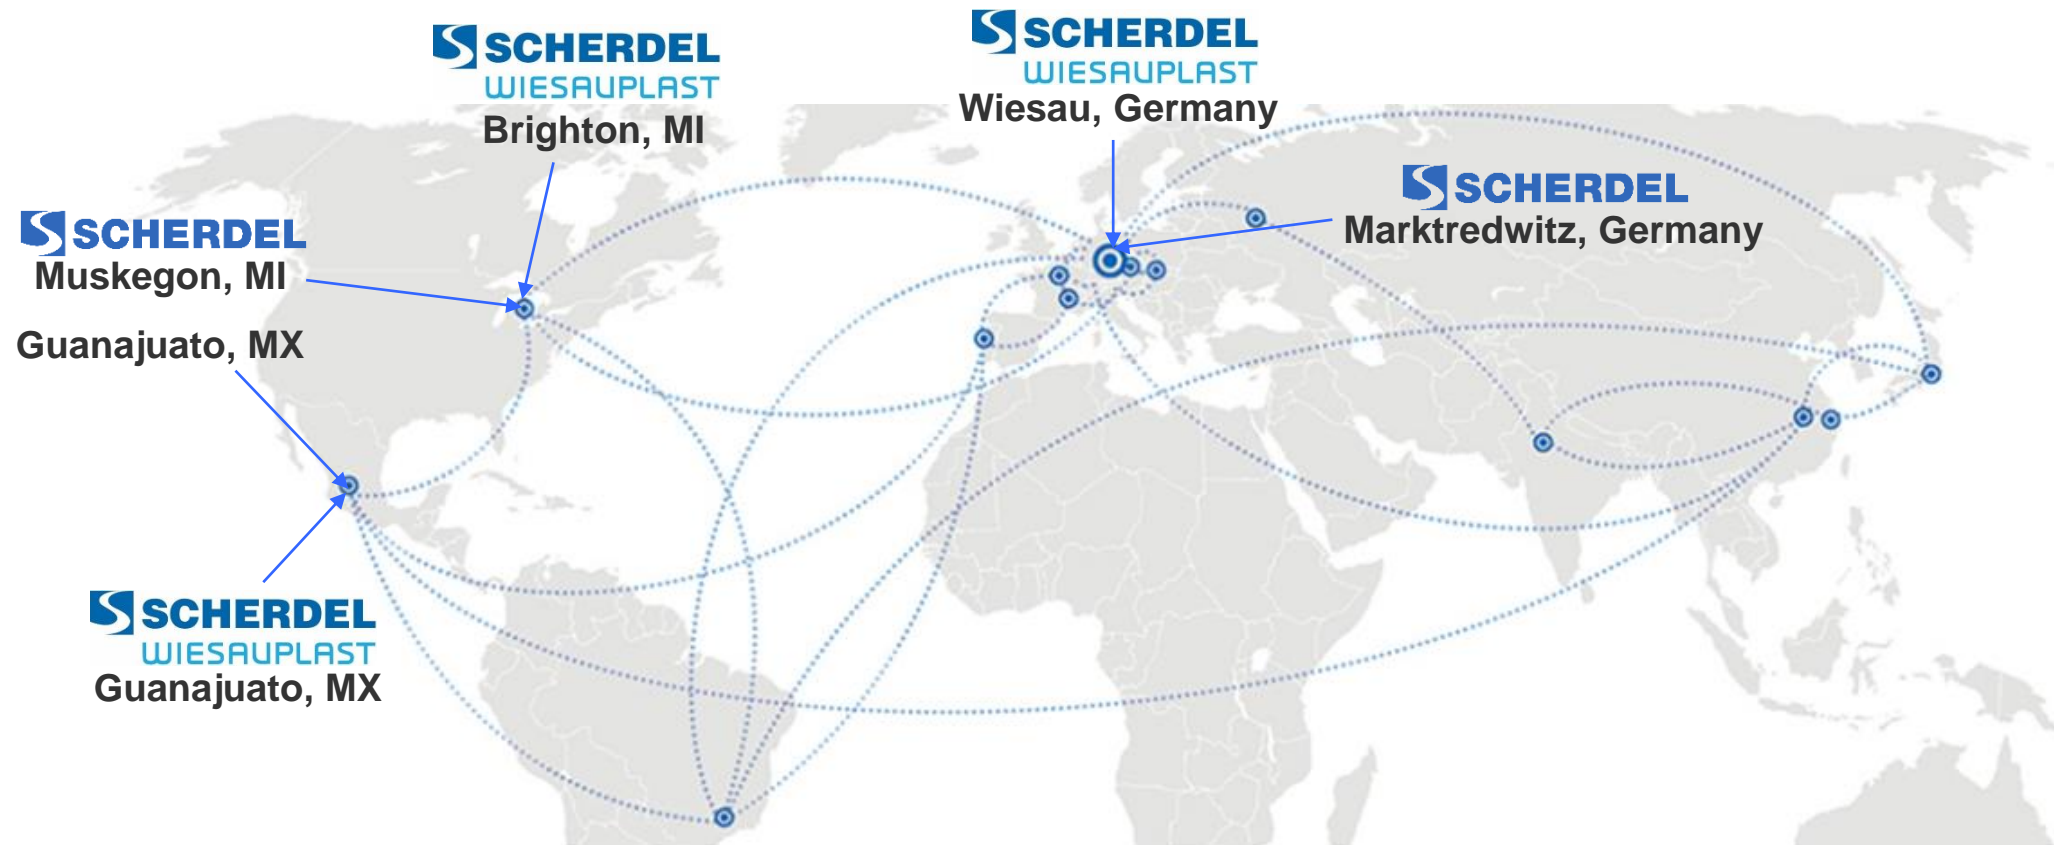 SCHERDEL
WIESAUPLAST
Brighton, MI
SCHERDEL
WIESAUPLAST
Wiesau, Germany
SCHERDEL
Marktredwitz, Germany
SCHERDEL
Muskegon, MI
Guanajuato, MX
SCHERDEL
WIESAUPLAST
Guanajuato, MX